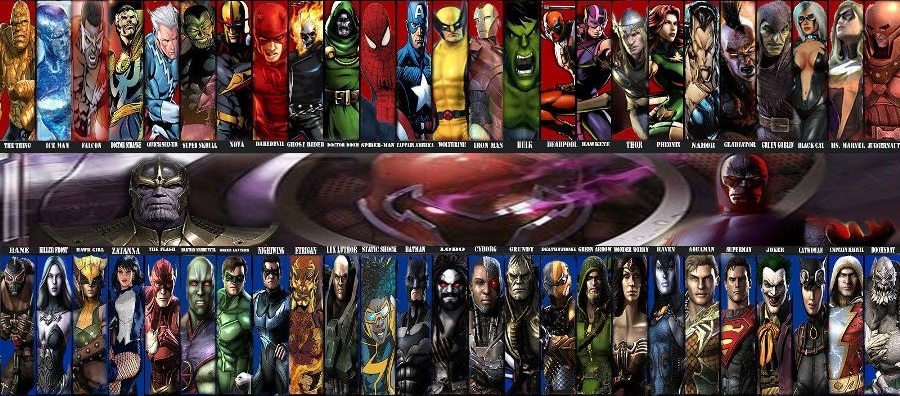 THE THING ICE MAN FALCON DOCTOR STRANGE QUICKSILVER SUPER SKRULL NOVA DAREDEVIL GHOST RIDER DOCTOR DOOM SPIDER-MAN CAPTAIN AMERICA WOLVERINE IRON MAN HULK DEADPOOL HAWKEYE THOR PHOENIX NAMOR GLADIATOR GREEN GOBLIN BLACK CAT MS. MARVEL JUGGERNAUT
BANE KILLER FROST HAWK GIRL ZATANNA THE FLASH MARTIAN MANHUNTER GREEN LANTERN NIGHTWING ETRIGAN LEX LUTHOR STATIC SHOCK BATMAN LOBO CYBORG GRUNDY DEATHSTROKE GREEN ARROW WONDER WOMAN RAVEN AQUAMAN SUPERMAN JOKER CATWOMAN CAPTAIN MARVEL DOOMSDAY